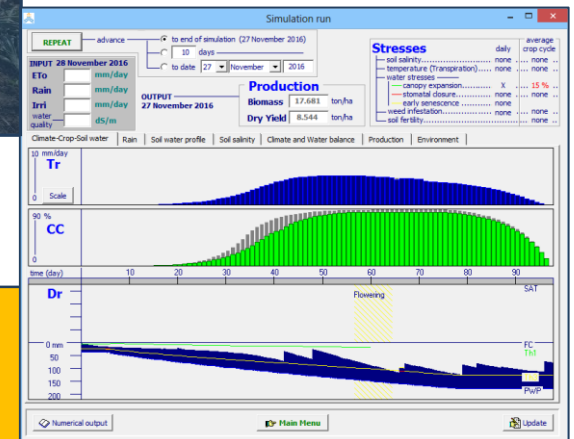 Simulation run
REPEAT advance to end of simulation (27 November 2016)
10 days
to date 27 November 2016
INPUT 28 November 2016
ETo mm/day
Rain mm/day
Irri mm/day
water quality dS/m
OUTPUT
27 November 2016
Production
Biomass 17.681 ton/ha
Dry Yield 8.544 ton/ha
Stresses daily average crop cycle
soil salinity none none
temperature (Transpiration) none none
water stresses
canopy expansion X 15 %
stomatal closure none none
early senescence none
weed infestation none
soil fertility none
Climate-Crop-Soil water Rain Soil water profile Soil salinity Climate and Water balance Production Environment
10 mm/day
Tr
0 Scale
90 %
CC
0
time (day) 10 20 30 40 50 60 70 80 90
Dr Flowering SAT
0 mm FC
50 Th1
100
150
200 PWP
Numerical output Main Menu Update